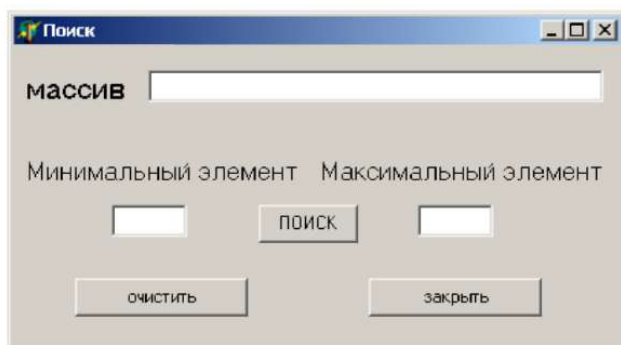 Поиск
массив
Минимальный элемент Максимальный элемент
поиск
очистить закрыть